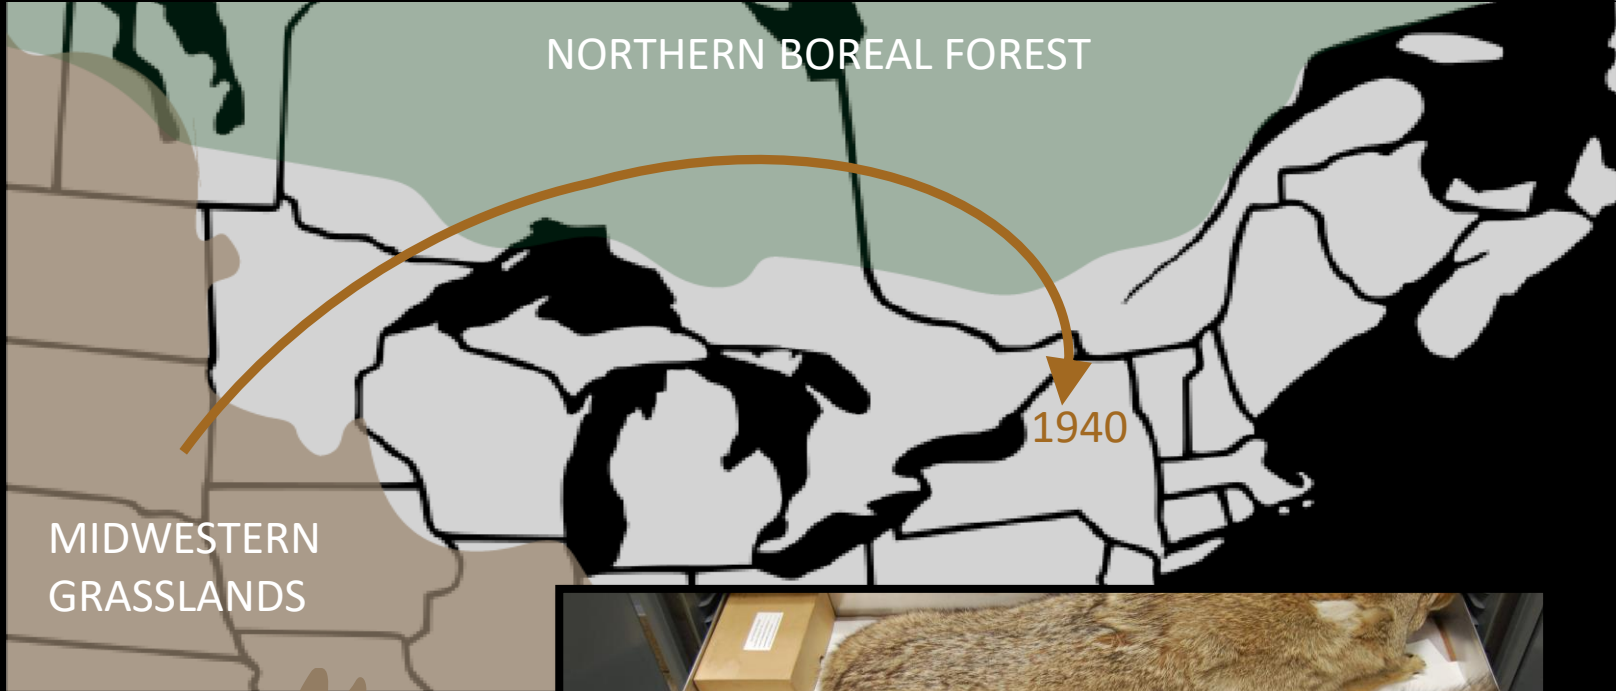 NORTHERN BOREAL FOREST
1940
MIDWESTERN
GRASSLANDS